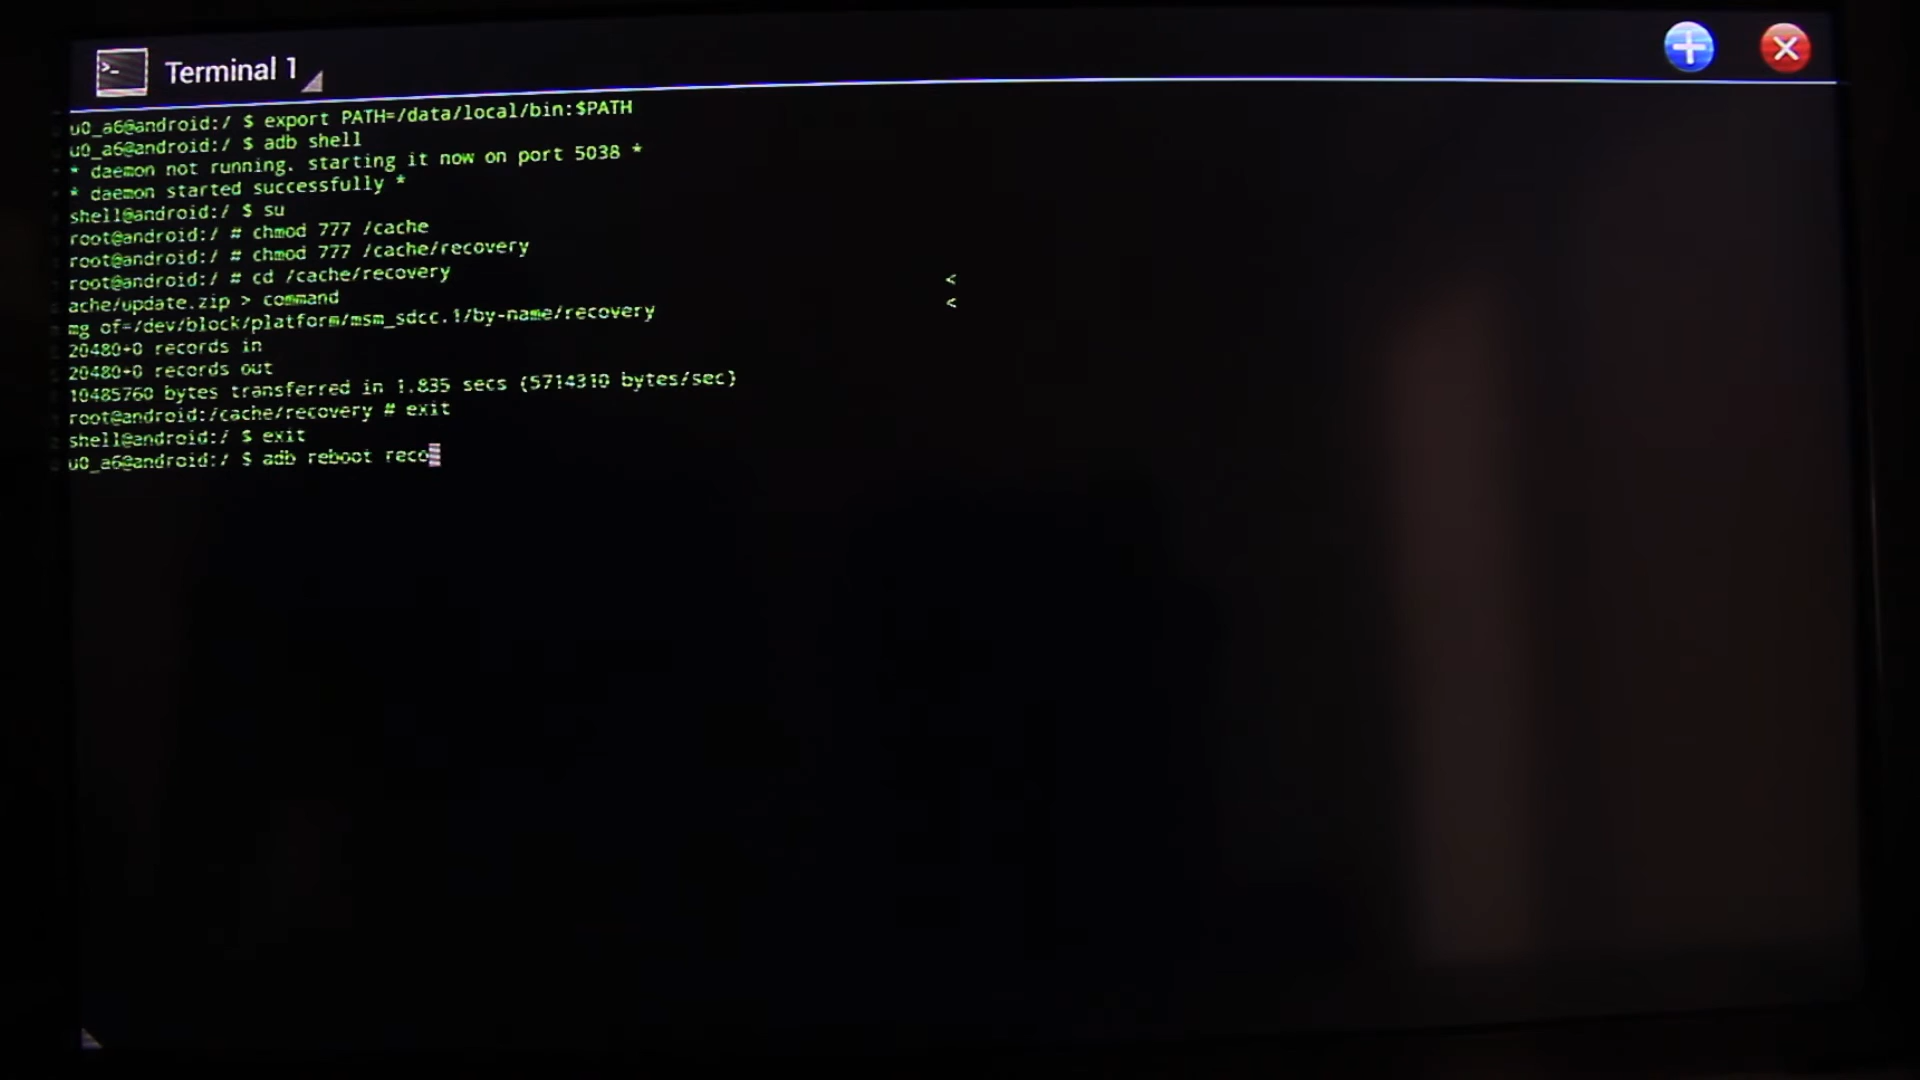 Terminal 1
u0_a6@android:/ $ export PATH=/data/local/bin:$PATH
u0_a6@android:/ $ adb shell
* daemon not running. starting it now on port 5038 *
* daemon started successfully *
shell@android:/ $ su
root@android:/ # chmod 777 /cache
root@android:/ # chmod 777 /cache/recovery
root@android:/ # cd /cache/recovery
ache/update.zip > command <
mg of=/dev/block/platform/msm_sdcc.1/by-name/recovery <
20480+0 records in
20480+0 records out
10485760 bytes transferred in 1.835 secs (5714310 bytes/sec)
root@android:/cache/recovery # exit
shell@android:/ $ exit
u0_a6@android:/ $ adb reboot reco